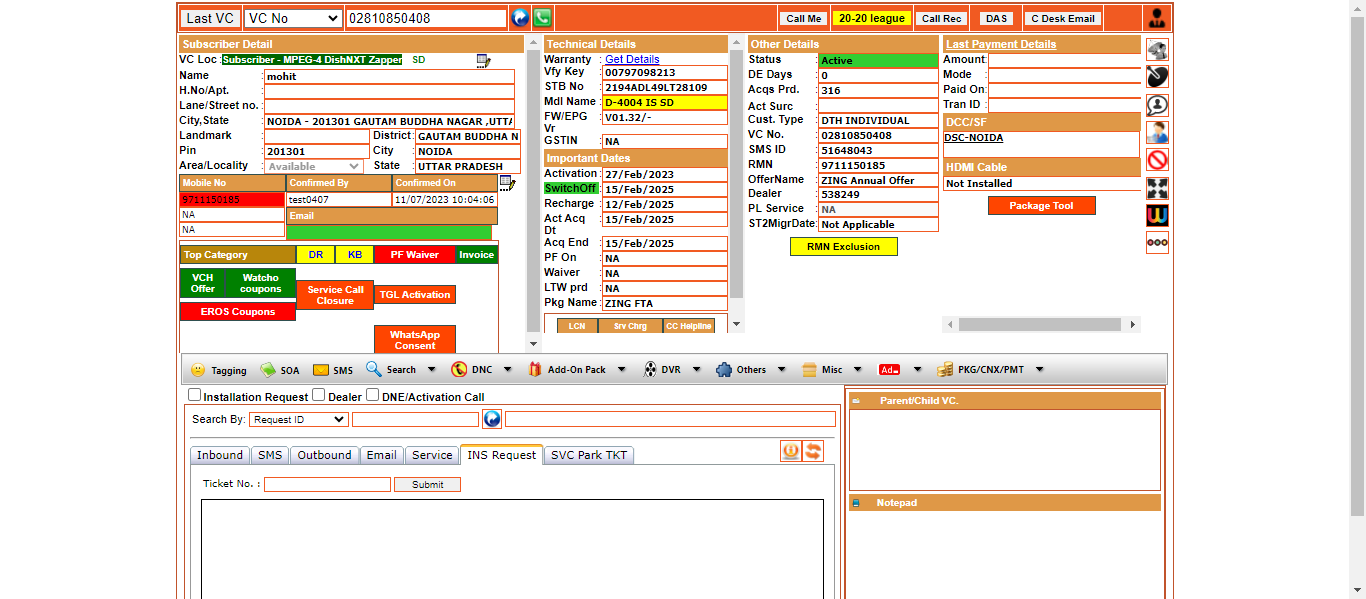 Last VC VC No 02810850408 Call Me 20-20 league Call Rec DAS C Desk Email
Subscriber Detail
VC Loc : Subscriber - MPEG-4 DishNXT Zapper SD
Name : mohit
H.No/Apt. :
Lane/Street no. :
City,State : NOIDA - 201301 GAUTAM BUDDHA NAGAR ,UTTA
Landmark : District : GAUTAM BUDDHA N
Pin : 201301 City : NOIDA
Area/Locality : Available State : UTTAR PRADESH
Mobile No Confirmed By Confirmed On
9711150185 test0407 11/07/2023 10:04:06
NA Email
NA
Top Category DR KB PF Waiver Invoice
VCH Offer Watcho coupons Service Call Closure TGL Activation
EROS Coupons
WhatsApp Consent
Technical Details
Warranty : Get Details
Vfy Key : 00797098213
STB No : 2194ADL49LT28109
Mdl Name : D-4004 IS SD
FW/EPG Vr : V01.32/-
GSTIN : NA
Important Dates
Activation : 27/Feb/2023
SwitchOff : 15/Feb/2025
Recharge : 12/Feb/2025
Act Acq Dt : 15/Feb/2025
Acq End : 15/Feb/2025
PF On : NA
Waiver : NA
LTW prd : NA
Pkg Name : ZING FTA
LCN Srv Chrg CC Helpline
Other Details
Status : Active
DE Days : 0
Acqs Prd. : 316
Act Surc :
Cust. Type : DTH INDIVIDUAL
VC No. : 02810850408
SMS ID : 51648043
RMN : 9711150185
OfferName : ZING Annual Offer
Dealer : 538249
PL Service : NA
ST2MigrDate: Not Applicable
RMN Exclusion
Last Payment Details
Amount:
Mode :
Paid On:
Tran ID :
DCC/SF
DSC-NOIDA
HDMI Cable
Not Installed
Package Tool
Tagging SOA SMS Search DNC Add-On Pack DVR Others Misc Ad PKG/CNX/PMT
Installation Request Dealer DNE/Activation Call
Search By: Request ID
Inbound SMS Outbound Email Service INS Request SVC Park TKT
Ticket No. : Submit
Parent/Child VC.
Notepad